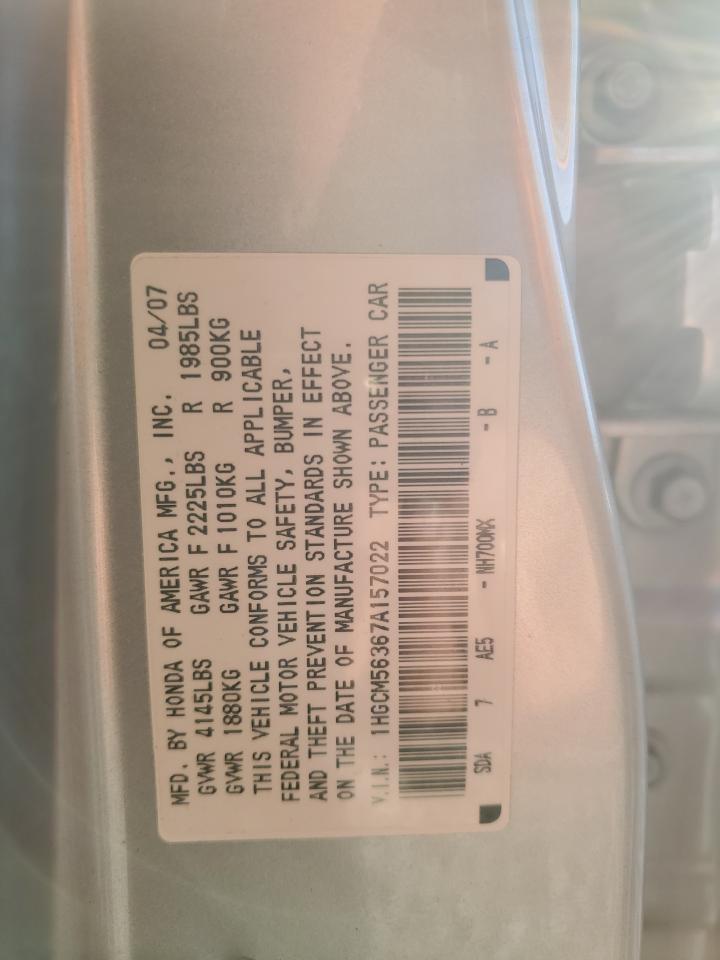 MFD. BY HONDA OF AMERICA MFG., INC. 04/07
GVWR 4145LBS GAWR F 2225LBS R 1985LBS
GVWR 1880KG GAWR F 1010KG R 900KG
THIS VEHICLE CONFORMS TO ALL APPLICABLE
FEDERAL MOTOR VEHICLE SAFETY, BUMPER,
AND THEFT PREVENTION STANDARDS IN EFFECT
ON THE DATE OF MANUFACTURE SHOWN ABOVE.
V.I.N.: 1HGCM56367A157022 TYPE: PASSENGER CAR
SDA 7 AE5 - NH700MX - B - A